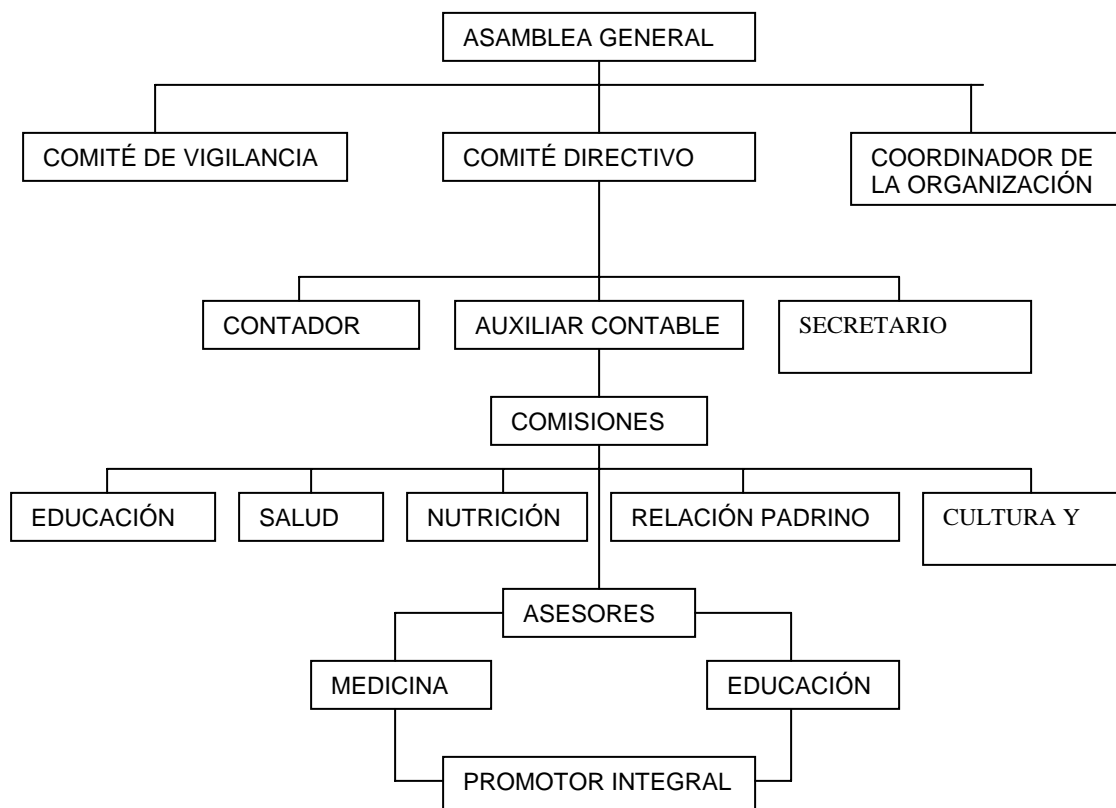 ASAMBLEA GENERAL
COMITÉ DE VIGILANCIA
COMITÉ DIRECTIVO
COORDINADOR DE
LA ORGANIZACIÓN
CONTADOR
AUXILIAR CONTABLE
SECRETARIO
COMISIONES
EDUCACIÓN
SALUD
NUTRICIÓN
RELACIÓN PADRINO
CULTURA Y
ASESORES
MEDICINA
EDUCACIÓN
PROMOTOR INTEGRAL